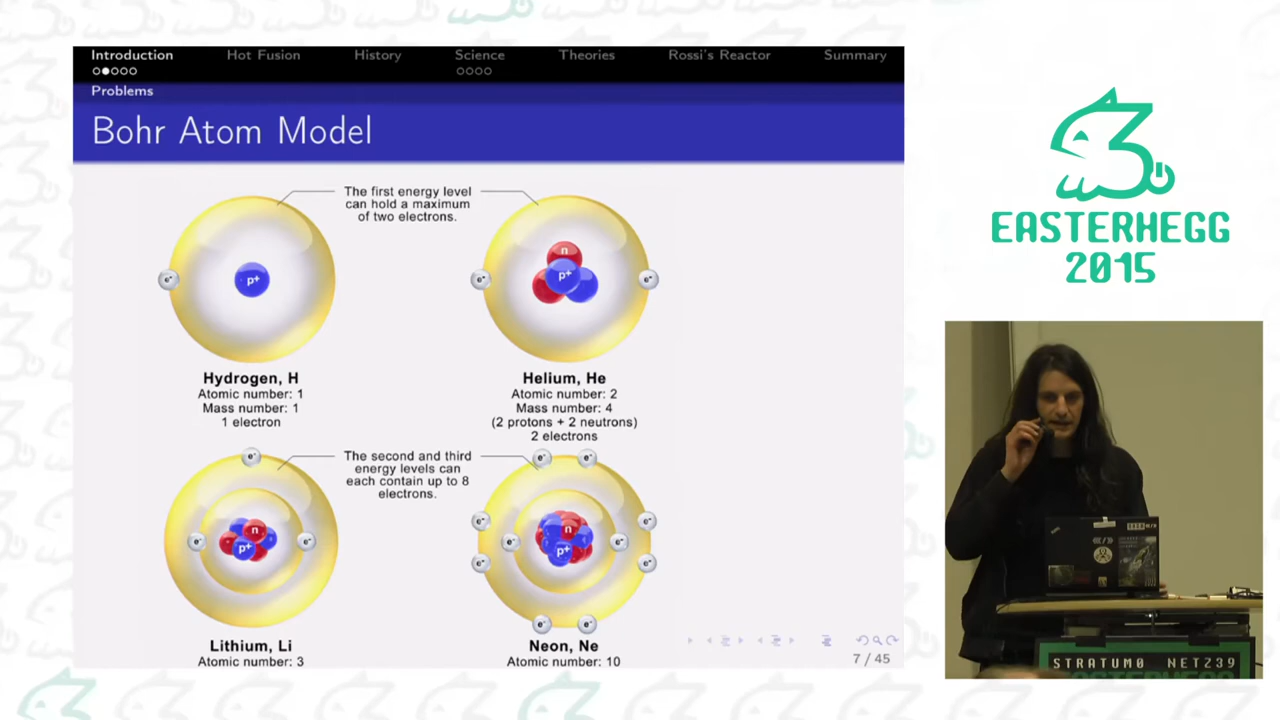 Introduction Hot Fusion History Science Theories Rossi's Reactor Summary
Problems
Bohr Atom Model
The first energy level
can hold a maximum
of two electrons.
e-
p+
e-
n
p+
e-
Hydrogen, H
Atomic number: 1
Mass number: 1
1 electron
Helium, He
Atomic number: 2
Mass number: 4
(2 protons + 2 neutrons)
2 electrons
The second and third
energy levels can
each contain up to 8
electrons.
e-
e-
n
p+
e-
e-
e-
e-
e-
e-
n
e-
e-
p+
e-
e-
e-
e-
Lithium, Li
Atomic number: 3
Neon, Ne
Atomic number: 10
7 / 45
EASTERHEGG
2015
STRATUM0 NET239
EASTERHEGG